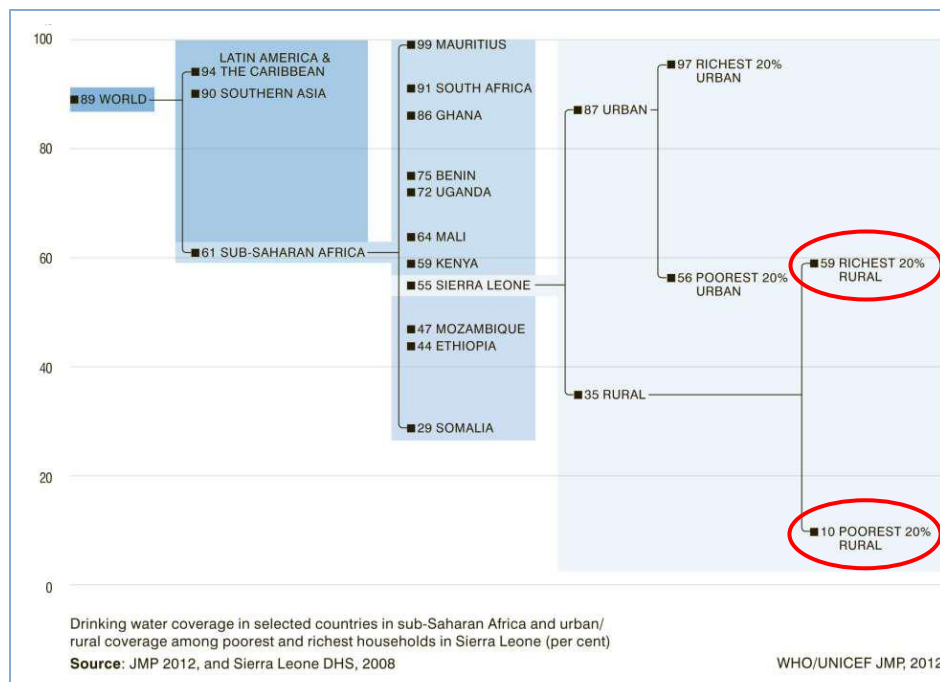 100
80
60
40
20
0
89 WORLD
LATIN AMERICA &
94 THE CARIBBEAN
90 SOUTHERN ASIA
61 SUB-SAHARAN AFRICA
99 MAURITIUS
91 SOUTH AFRICA
86 GHANA
75 BENIN
72 UGANDA
64 MALI
59 KENYA
55 SIERRA LEONE
47 MOZAMBIQUE
44 ETHIOPIA
29 SOMALIA
87 URBAN
35 RURAL
97 RICHEST 20%
URBAN
56 POOREST 20%
URBAN
59 RICHEST 20%
RURAL
10 POOREST 20%
RURAL
Drinking water coverage in selected countries in sub-Saharan Africa and urban/
rural coverage among poorest and richest households in Sierra Leone (per cent)
Source: JMP 2012, and Sierra Leone DHS, 2008
WHO/UNICEF JMP, 2012